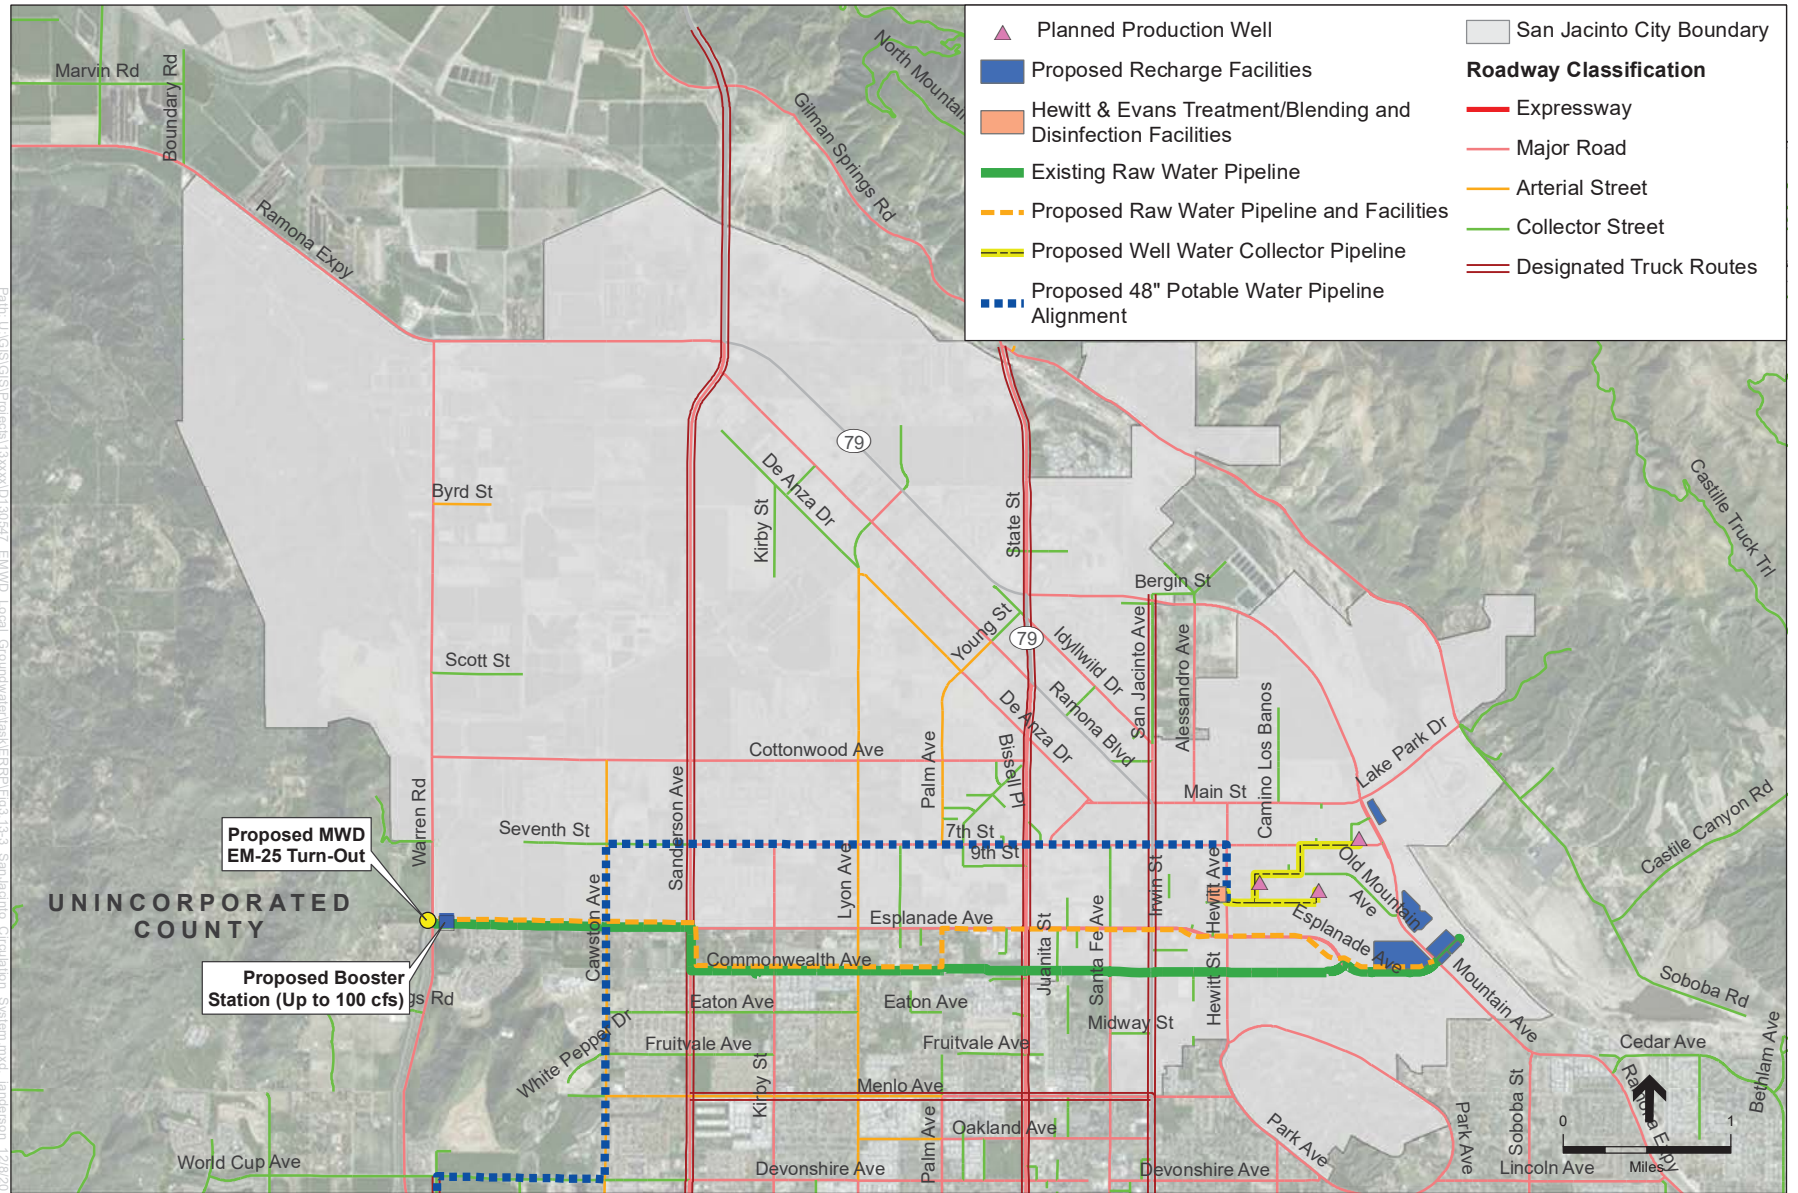 Planned Production Well
Proposed Recharge Facilities
Hewitt & Evans Treatment/Blending and
Disinfection Facilities
Existing Raw Water Pipeline
Proposed Raw Water Pipeline and Facilities
Proposed Well Water Collector Pipeline
Proposed 48" Potable Water Pipeline
Alignment
San Jacinto City Boundary
Roadway Classification
Expressway
Major Road
Arterial Street
Collector Street
Designated Truck Routes
Marvin Rd
Boundary Rd
Ramona Expy
North Mountain
Gilman Springs Rd
79
De Anza Dr
Kirby St
State St
Byrd St
Castille Truck Trl
Bergin St
Young St
79
Idyllwild Dr
San Jacinto Ave
Alessandro Ave
Scott St
Ramona Blvd
De Anza Dr
Camino Los Banos
Lake Park Dr
Cottonwood Ave
Palm Ave
Bissell Pl
Main St
Warren Rd
Sanderson Ave
Seventh St
7th St
9th St
Castile Canyon Rd
Proposed MWD
EM-25 Turn-Out
Lyon Ave
Irwin St
Hewitt Ave
Old Mountain
Ave
UNINCORPORATED
COUNTY
Cawston Ave
Esplanade Ave
Esplanade Ave
Juanita St
Santa Fe Ave
Commonwealth Ave
Proposed Booster
Station (Up to 100 cfs)
gs Rd
Eaton Ave
Eaton Ave
Hewitt St
Mountain Ave
Soboba Rd
Midway St
White Pepper Dr
Fruitvale Ave
Fruitvale Ave
Cedar Ave
Bethlam Ave
Kirby St
Menlo Ave
Ramona Expy
Soboba St
Park Ave
Park Ave
Palm Ave
Oakland Ave
0
1
Miles
World Cup Ave
Devonshire Ave
Devonshire Ave
Lincoln Ave